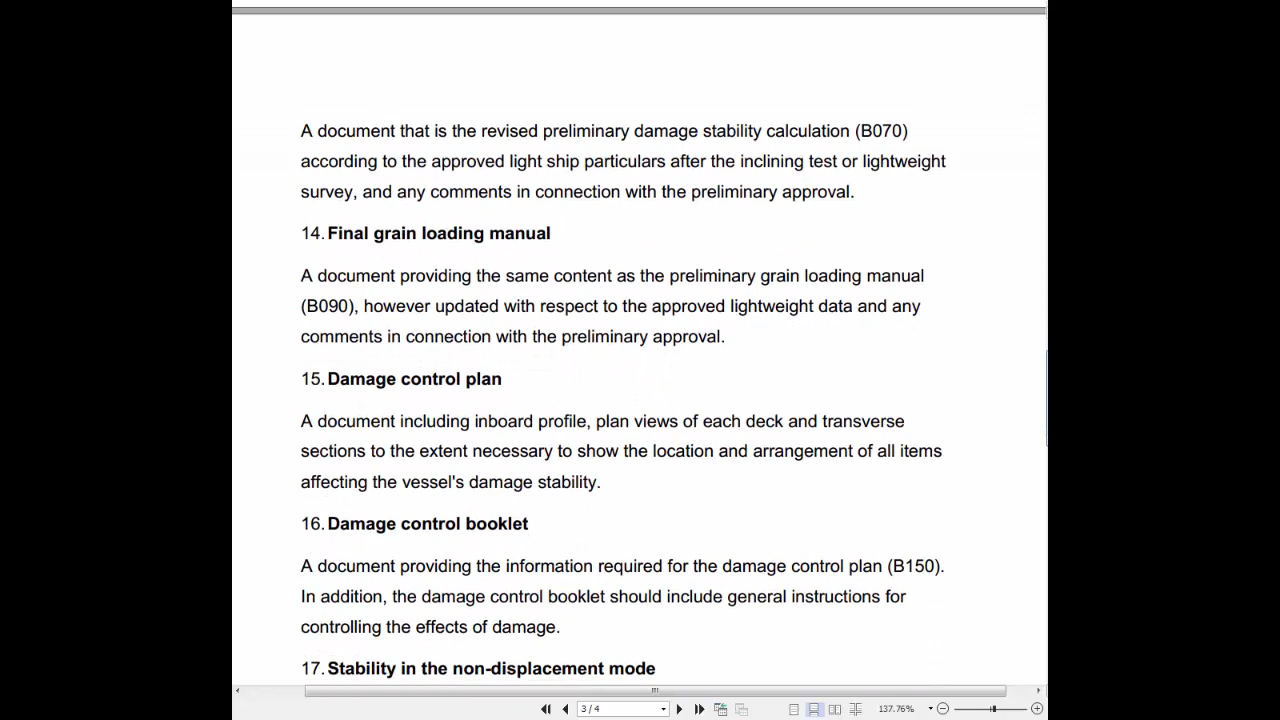 A document that is the revised preliminary damage stability calculation (B070)
according to the approved light ship particulars after the inclining test or lightweight
survey, and any comments in connection with the preliminary approval.
14. Final grain loading manual
A document providing the same content as the preliminary grain loading manual
(B090), however updated with respect to the approved lightweight data and any
comments in connection with the preliminary approval.
15. Damage control plan
A document including inboard profile, plan views of each deck and transverse
sections to the extent necessary to show the location and arrangement of all items
affecting the vessel's damage stability.
16. Damage control booklet
A document providing the information required for the damage control plan (B150).
In addition, the damage control booklet should include general instructions for
controlling the effects of damage.
17. Stability in the non-displacement mode
3 / 4 137.76%